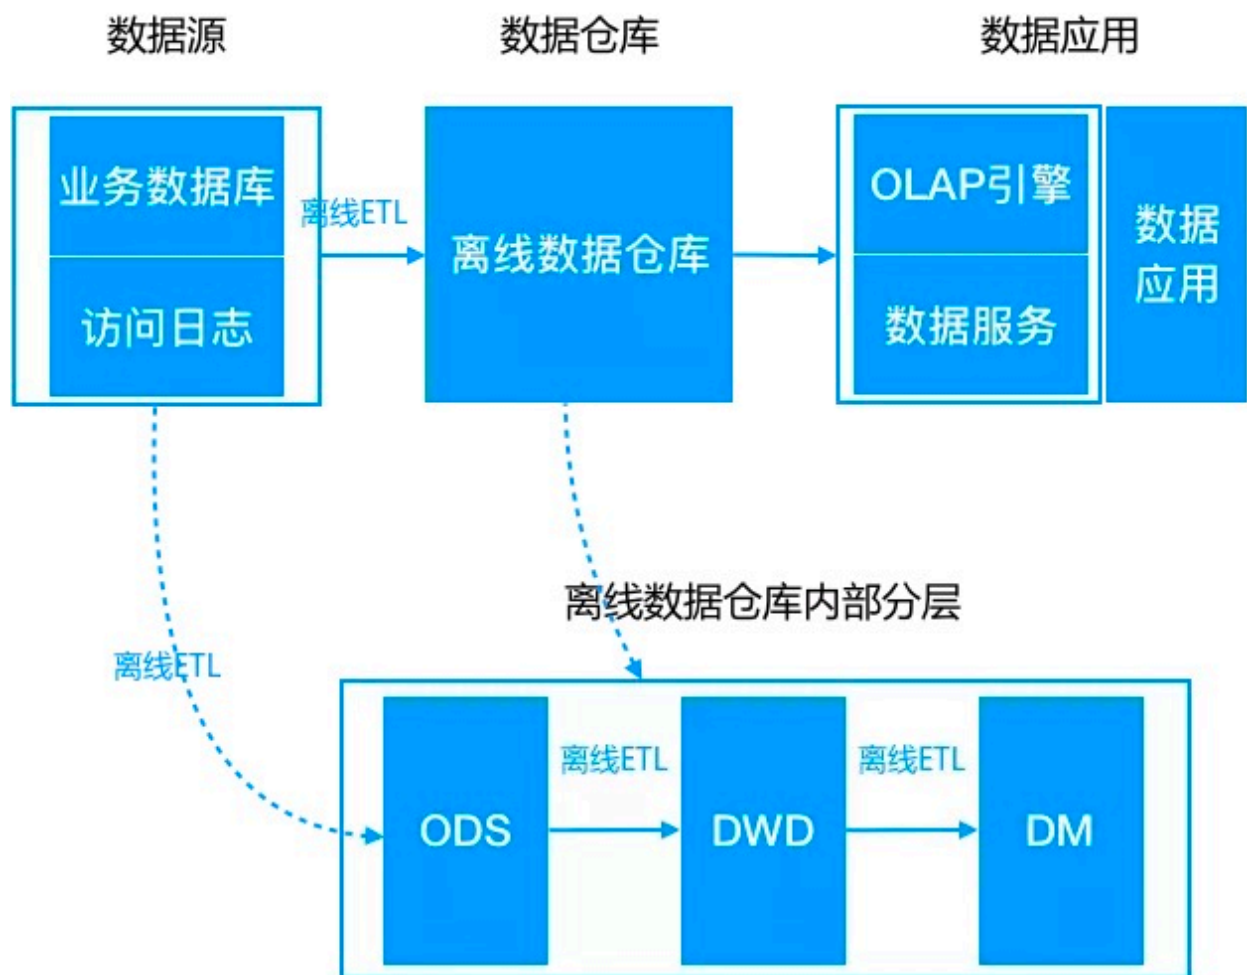 数据源
数据仓库
数据应用
业务数据库
访问日志
离线ETL
离线数据仓库
OLAP引擎
数据服务
数据
应用
离线数据仓库内部分层
离线ETL
ODS
离线ETL
DWD
离线ETL
DM